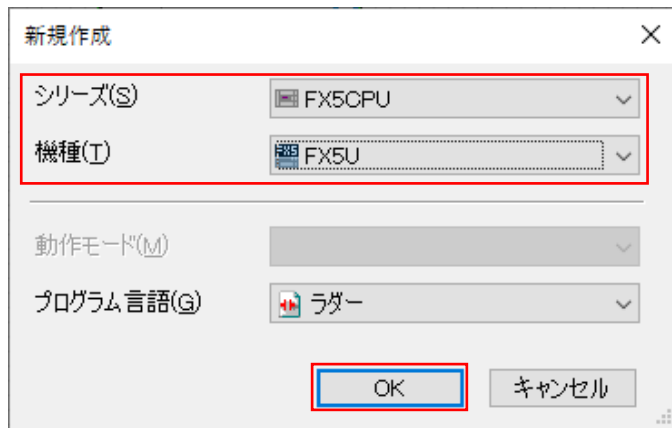 新規作成
シリーズ(S) FX5CPU
機種(T) FX5U
動作モード(M)
プログラム言語(G) ラダー
OK キャンセル